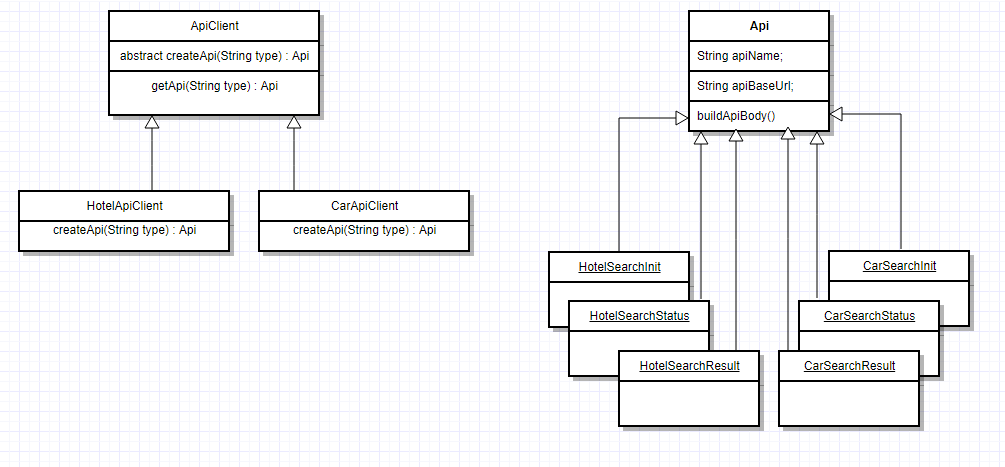 ApiClient
abstract createApi(String type) : Api
getApi(String type) : Api
HotelApiClient
createApi(String type) : Api
CarApiClient
createApi(String type) : Api
Api
String apiName;
String apiBaseUrl;
buildApiBody()
HotelSearchInit
HotelSearchStatus
HotelSearchResult
CarSearchInit
CarSearchStatus
CarSearchResult